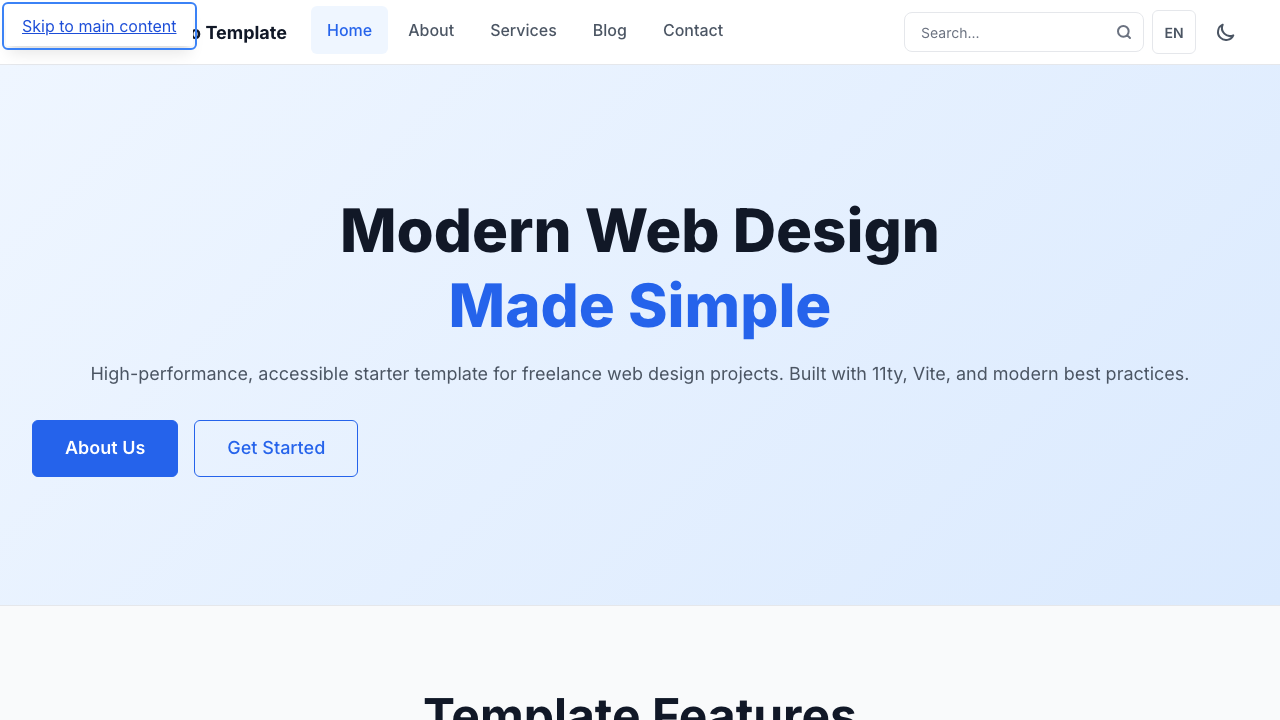 Skip to main content
Template
Home
About
Services
Blog
Contact
Search...
EN
Modern Web Design
Made Simple
High-performance, accessible starter template for freelance web design projects. Built with 11ty, Vite, and modern best practices.
About Us
Get Started
Template Features